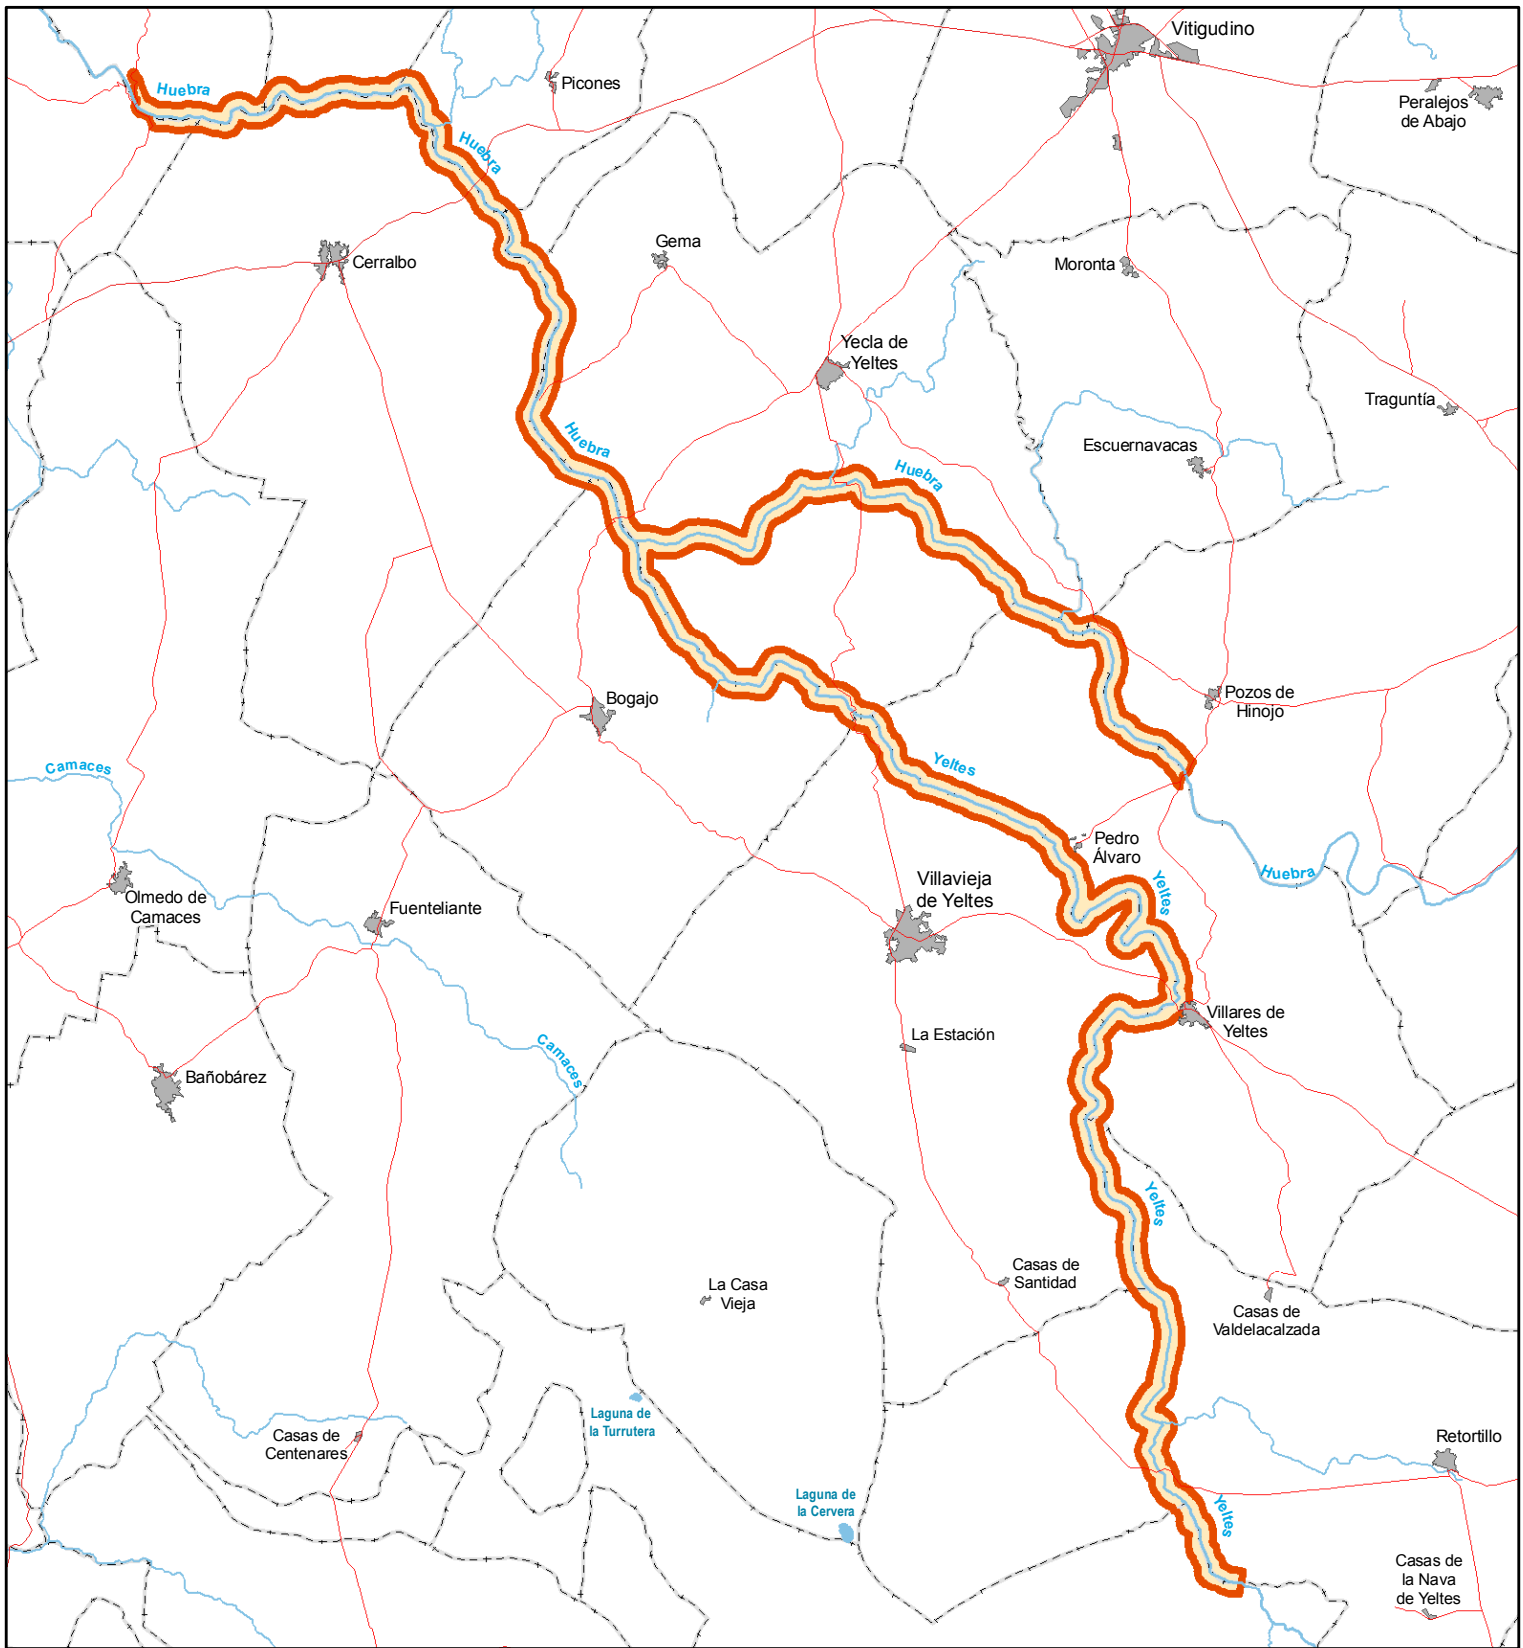 Vitigudino
Huebra
Picones
Peralejos
de Abajo
Huebra
Gema
Cerralbo
Moronta
Yecla de
Yeltes
Traguntía
Huebra
Escuernavacas
Huebra
Bogajo
Pozos de
Hinojo
Camaces
Yeltes
Pedro
Álvaro
Huebra
Villavieja
de Yeltes
Yeltes
Olmedo de
Camaces
Fuenteliante
Villares de
Yeltes
La Estación
Camaces
Bañobárez
Yeltes
Casas de
Santidad
La Casa
Vieja
Casas de
Valdelacalzada
Laguna de
la Turrutera
Casas de
Centenares
Retortillo
Laguna de
la Cervera
Yeltes
Casas de
la Nava
de Yeltes